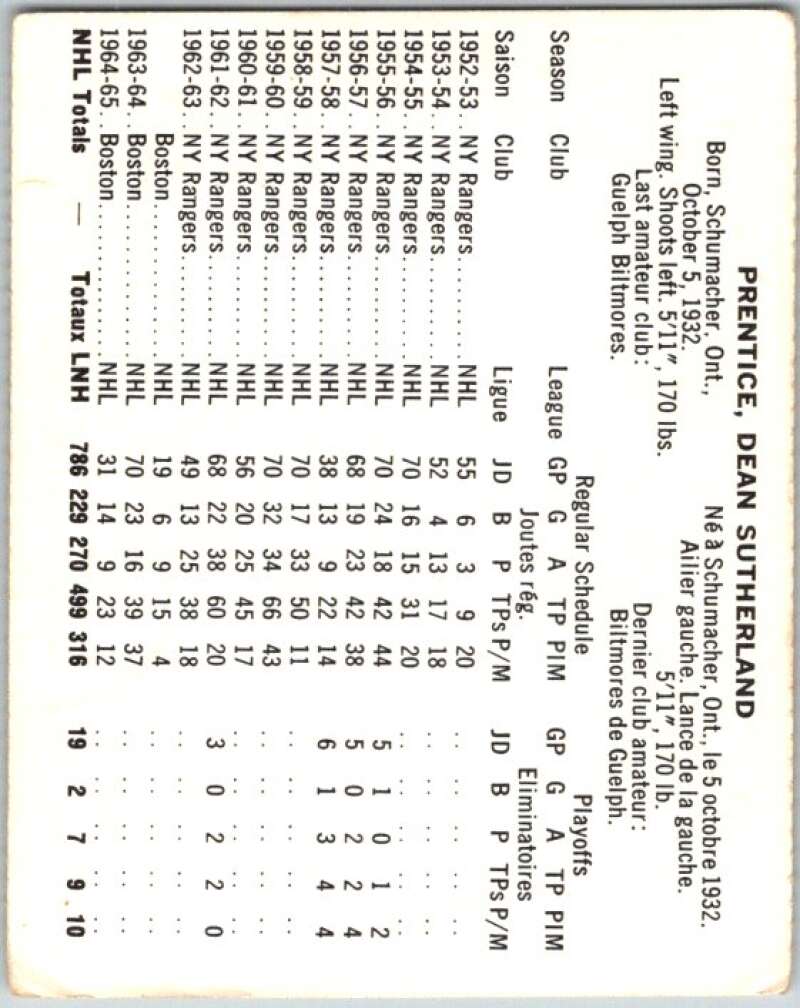 PRENTICE, DEAN SUTHERLAND
Born, Schumacher, Ont.,
October 5, 1932.
Left wing. Shoots left. 5'11", 170 lbs.
Last amateur club:
Guelph Biltmores.
Né à Schumacher, Ont., le 5 octobre 1932.
Ailier gauche. Lance de la gauche.
5'11", 170 lb.
Dernier club amateur:
Biltmores de Guelph.
Regular Schedule Playoffs
Season Club League GP G A TP PIM GP G A TP PIM
Joutes rég. Eliminatoires
Saison Club Ligue JD B P TPs P/M JD B P TPs P/M
1952-53.. NY Rangers.......... NHL 55 6 3 9 20 .. .. .. .. ..
1953-54.. NY Rangers.......... NHL 52 4 13 17 18 .. .. .. .. ..
1954-55.. NY Rangers.......... NHL 70 16 15 31 20 .. .. .. .. ..
1955-56.. NY Rangers.......... NHL 70 24 18 42 44 5 1 0 1 2
1956-57.. NY Rangers.......... NHL 68 19 23 42 38 5 0 2 2 4
1957-58.. NY Rangers.......... NHL 38 13 9 22 14 6 1 3 4 4
1958-59.. NY Rangers.......... NHL 70 17 33 50 11 .. .. .. .. ..
1959-60.. NY Rangers.......... NHL 70 32 34 66 43 .. .. .. .. ..
1960-61.. NY Rangers.......... NHL 56 20 25 45 17 .. .. .. .. ..
1961-62.. NY Rangers.......... NHL 68 22 38 60 20 3 0 2 2 0
1962-63.. NY Rangers.......... NHL 49 13 25 38 18 .. .. .. .. ..
Boston............... NHL 19 6 9 15 4 .. .. .. .. ..
1963-64.. Boston............... NHL 70 23 16 39 37 .. .. .. .. ..
1964-65.. Boston............... NHL 31 14 9 23 12 .. .. .. .. ..
NHL Totals — Totaux LNH 786 229 270 499 316 19 2 7 9 10